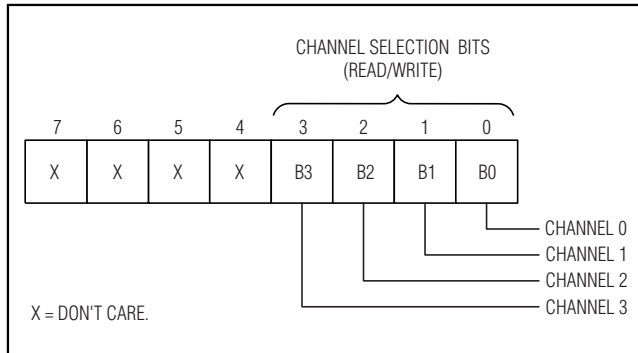 CHANNEL SELECTION BITS
(READ/WRITE)
7 6 5 4 3 2 1 0
X X X X B3 B2 B1 B0
CHANNEL 0
CHANNEL 1
CHANNEL 2
CHANNEL 3
X = DON'T CARE.